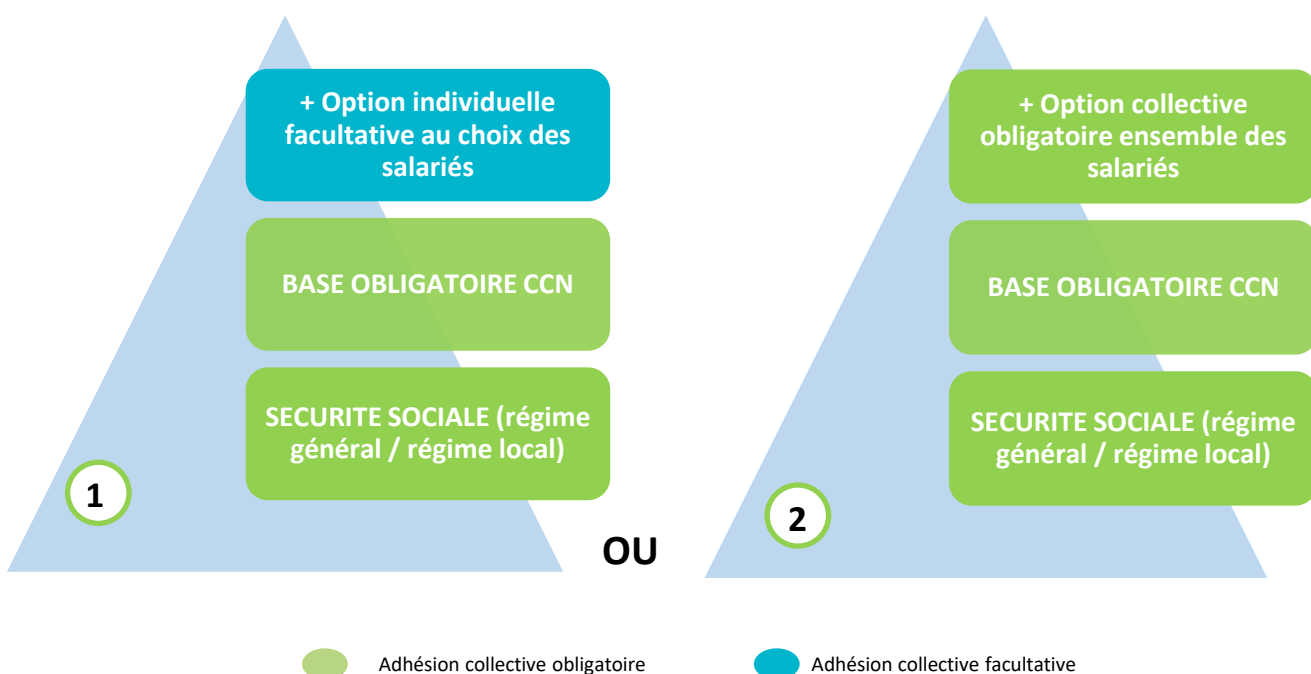 + Option individuelle
facultative au choix des
salariés
BASE OBLIGATOIRE CCN
SECURITE SOCIALE (régime
général / régime local)
1
OU
+ Option collective
obligatoire ensemble des
salariés
BASE OBLIGATOIRE CCN
SECURITE SOCIALE (régime
général / régime local)
2
Adhésion collective obligatoire
Adhésion collective facultative